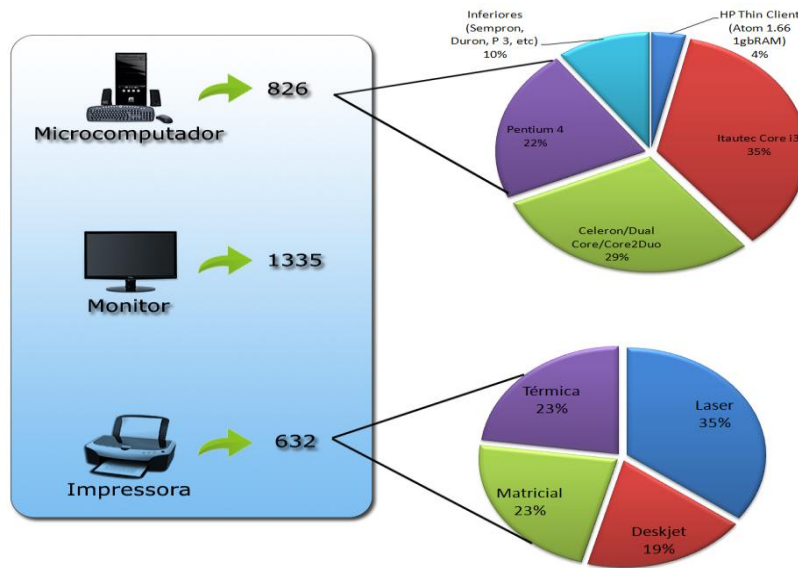 826
Microcomputador
1335
Monitor
632
Impressora
Inferiores
(Sempron,
Duron, P 3, etc)
10%
HP Thin Client
(Atom 1.66
1gbRAM)
4%
Itautec Core i3
35%
Pentium 4
22%
Celeron/Dual
Core/Core2Duo
29%
Térmica
23%
Laser
35%
Matricial
23%
Deskjet
19%